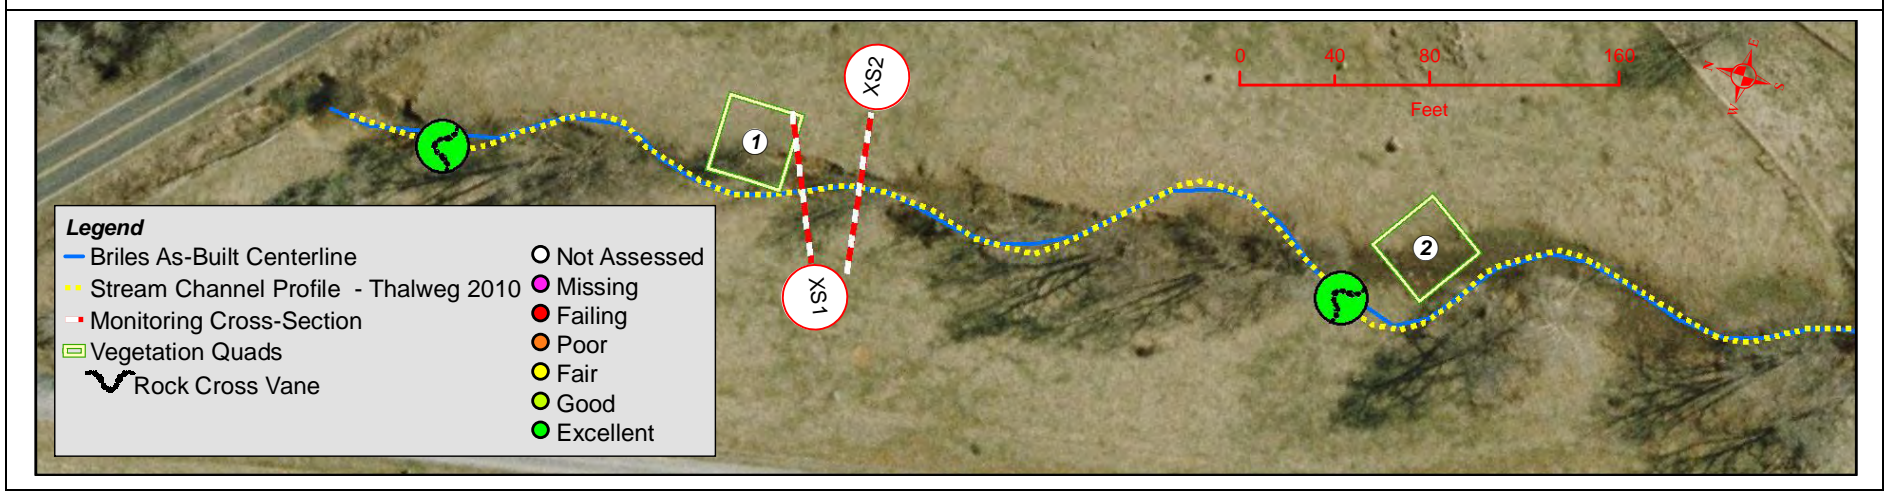 XS2
0 40 80 160
Feet
N E S W
1
XS1
2
Legend
Briles As-Built Centerline
Stream Channel Profile - Thalweg 2010
Monitoring Cross-Section
Vegetation Quads
Rock Cross Vane
Not Assessed
Missing
Failing
Poor
Fair
Good
Excellent